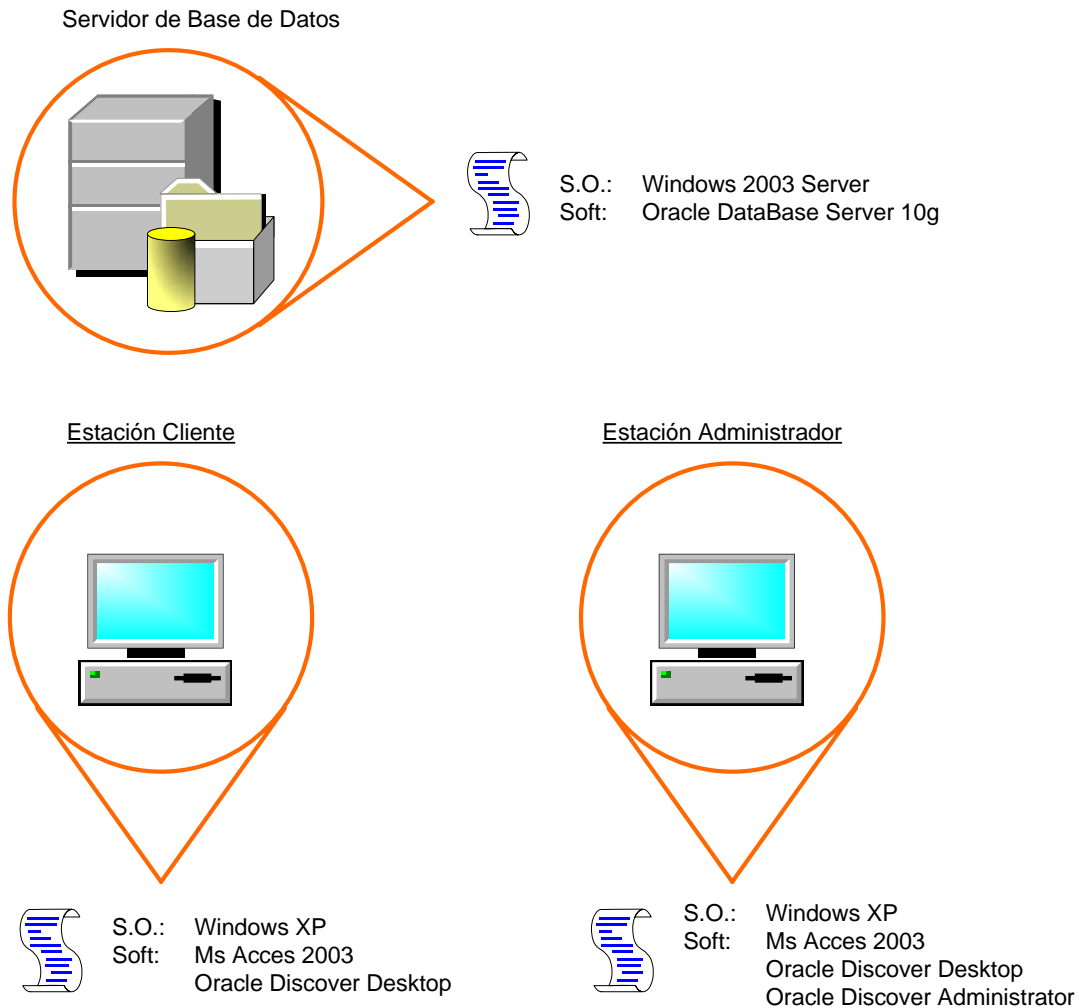 Servidor de Base de Datos
S.O.: Windows 2003 Server
Soft: Oracle DataBase Server 10g
Estación Cliente
S.O.: Windows XP
Soft: Ms Acces 2003
Oracle Discover Desktop
Estación Administrador
S.O.: Windows XP
Soft: Ms Acces 2003
Oracle Discover Desktop
Oracle Discover Administrator